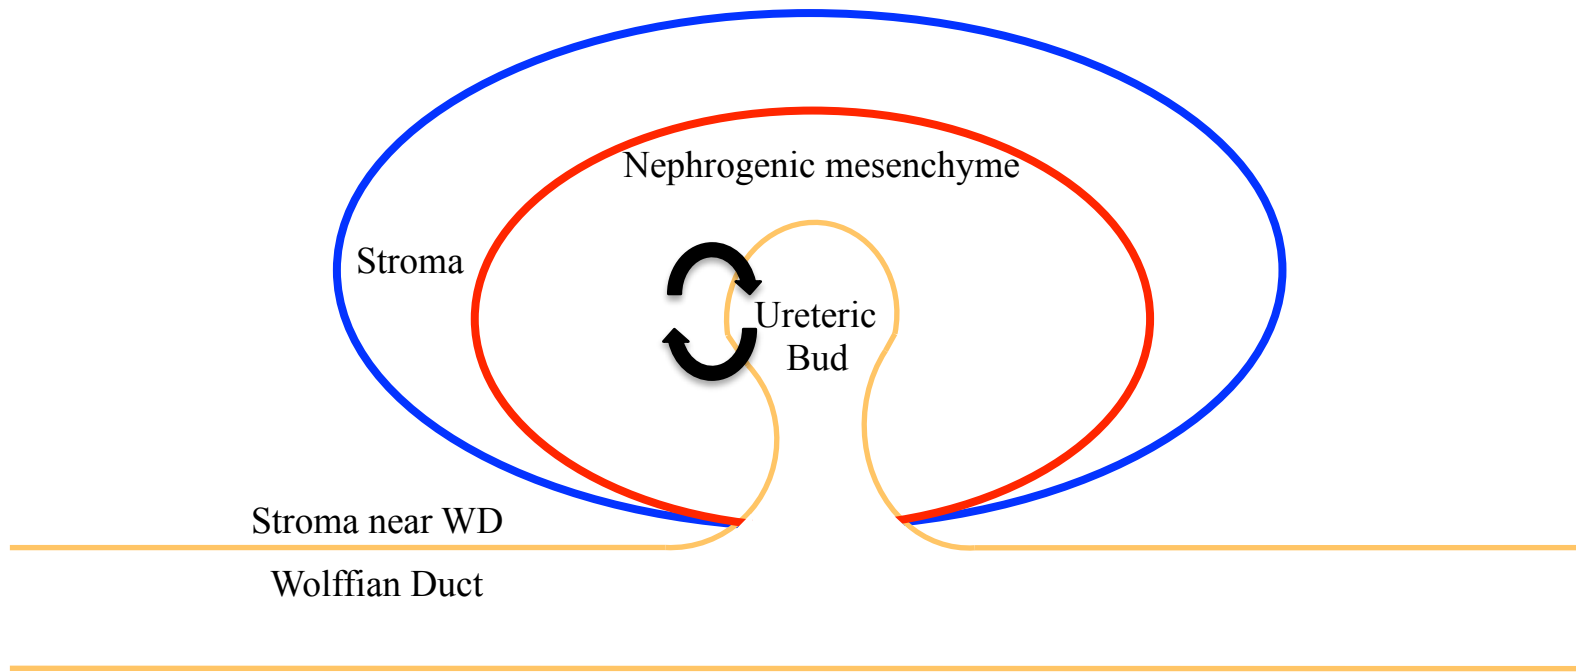 Nephrogenic mesenchyme
Stroma
Ureteric
Bud
Stroma near WD
Wolffian Duct